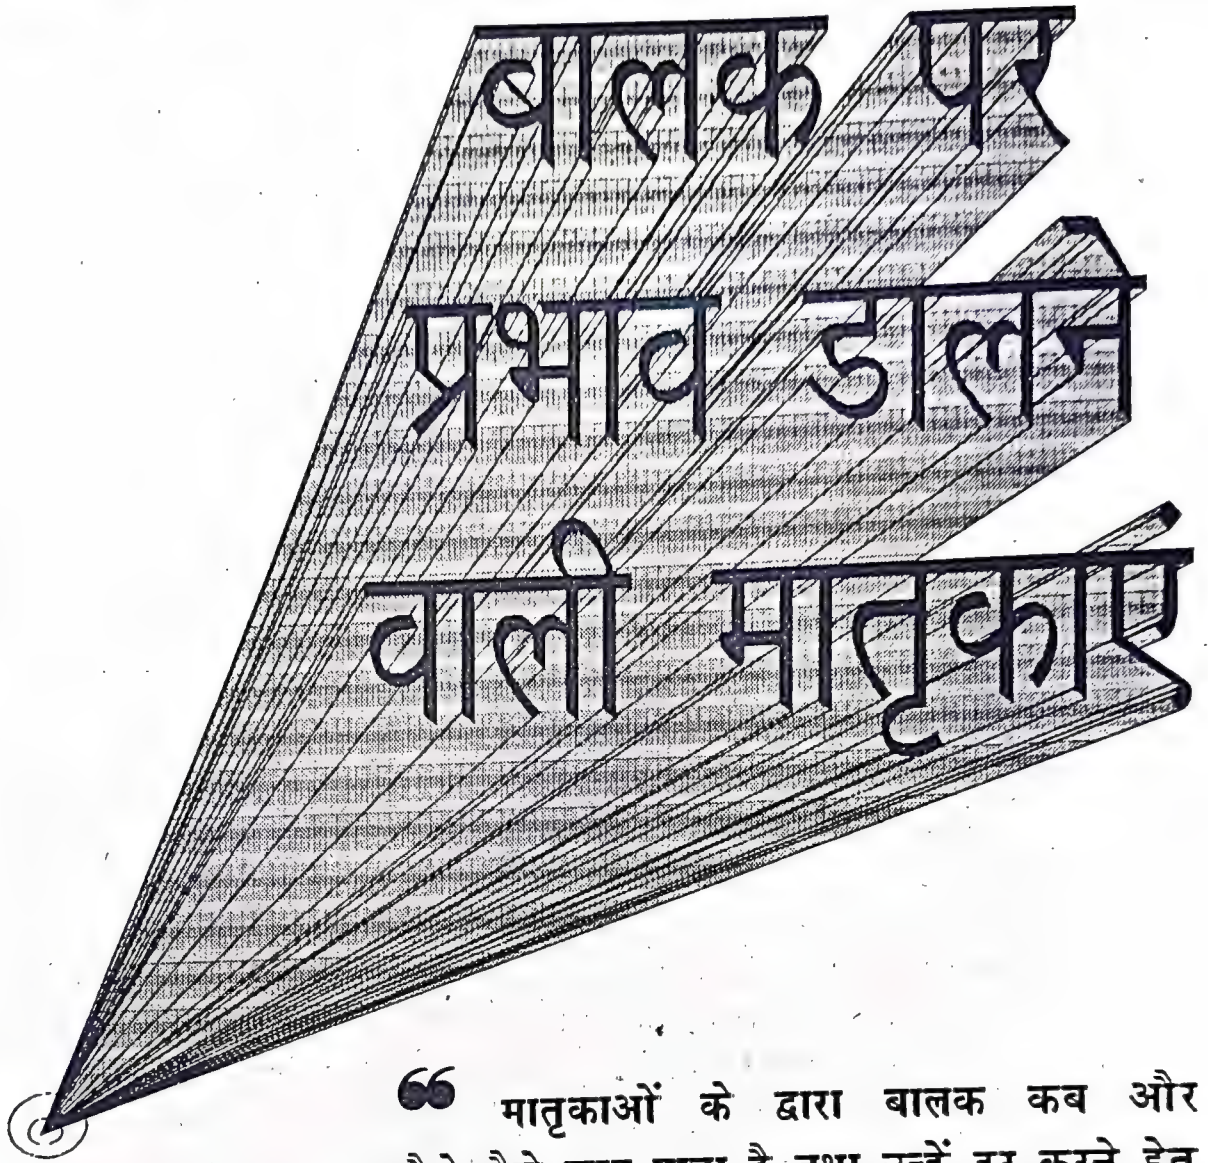 बालक पर
प्रभाव डालने
वाली मातृकाएं
“ मातृकाओं के द्वारा बालक कब और